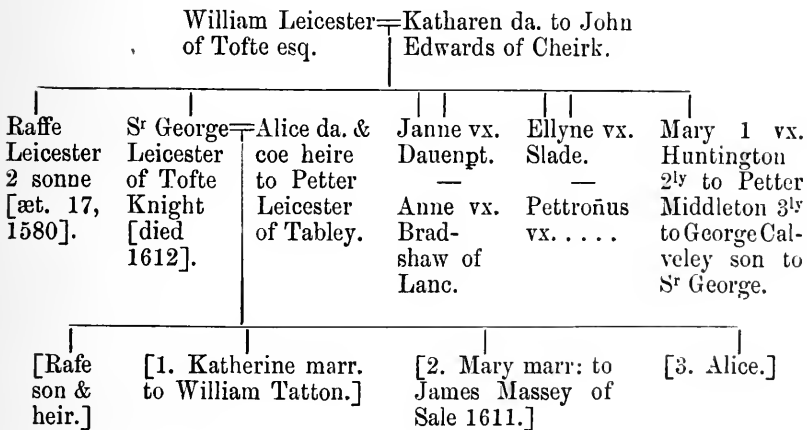 William Leicester
of Tofte esq.
Katharen da. to John
Edwards of Cheirk.
Raffe
Leicester
2 sonne
[æt. 17,
1580].
Sʳ George
Leicester
of Tofte
Knight
[died
1612].
Alice da. &
coe heire
to Petter
Leicester
of Tabley.
Janne vx.
Dauenpt.
—
Anne vx.
Brad-
shaw of
Lanc.
Ellyne vx.
Slade.
—
Pettroñus
vx.....
Mary 1 vx.
Huntington
2ˡʸ to Petter
Middleton 3ˡʸ
to George Cal-
veley son to
Sʳ George.
[Rafe
son &
heir.]
[1. Katherine marr.
to William Tatton.]
[2. Mary marr: to
James Massey of
Sale 1611.]
[3. Alice.]